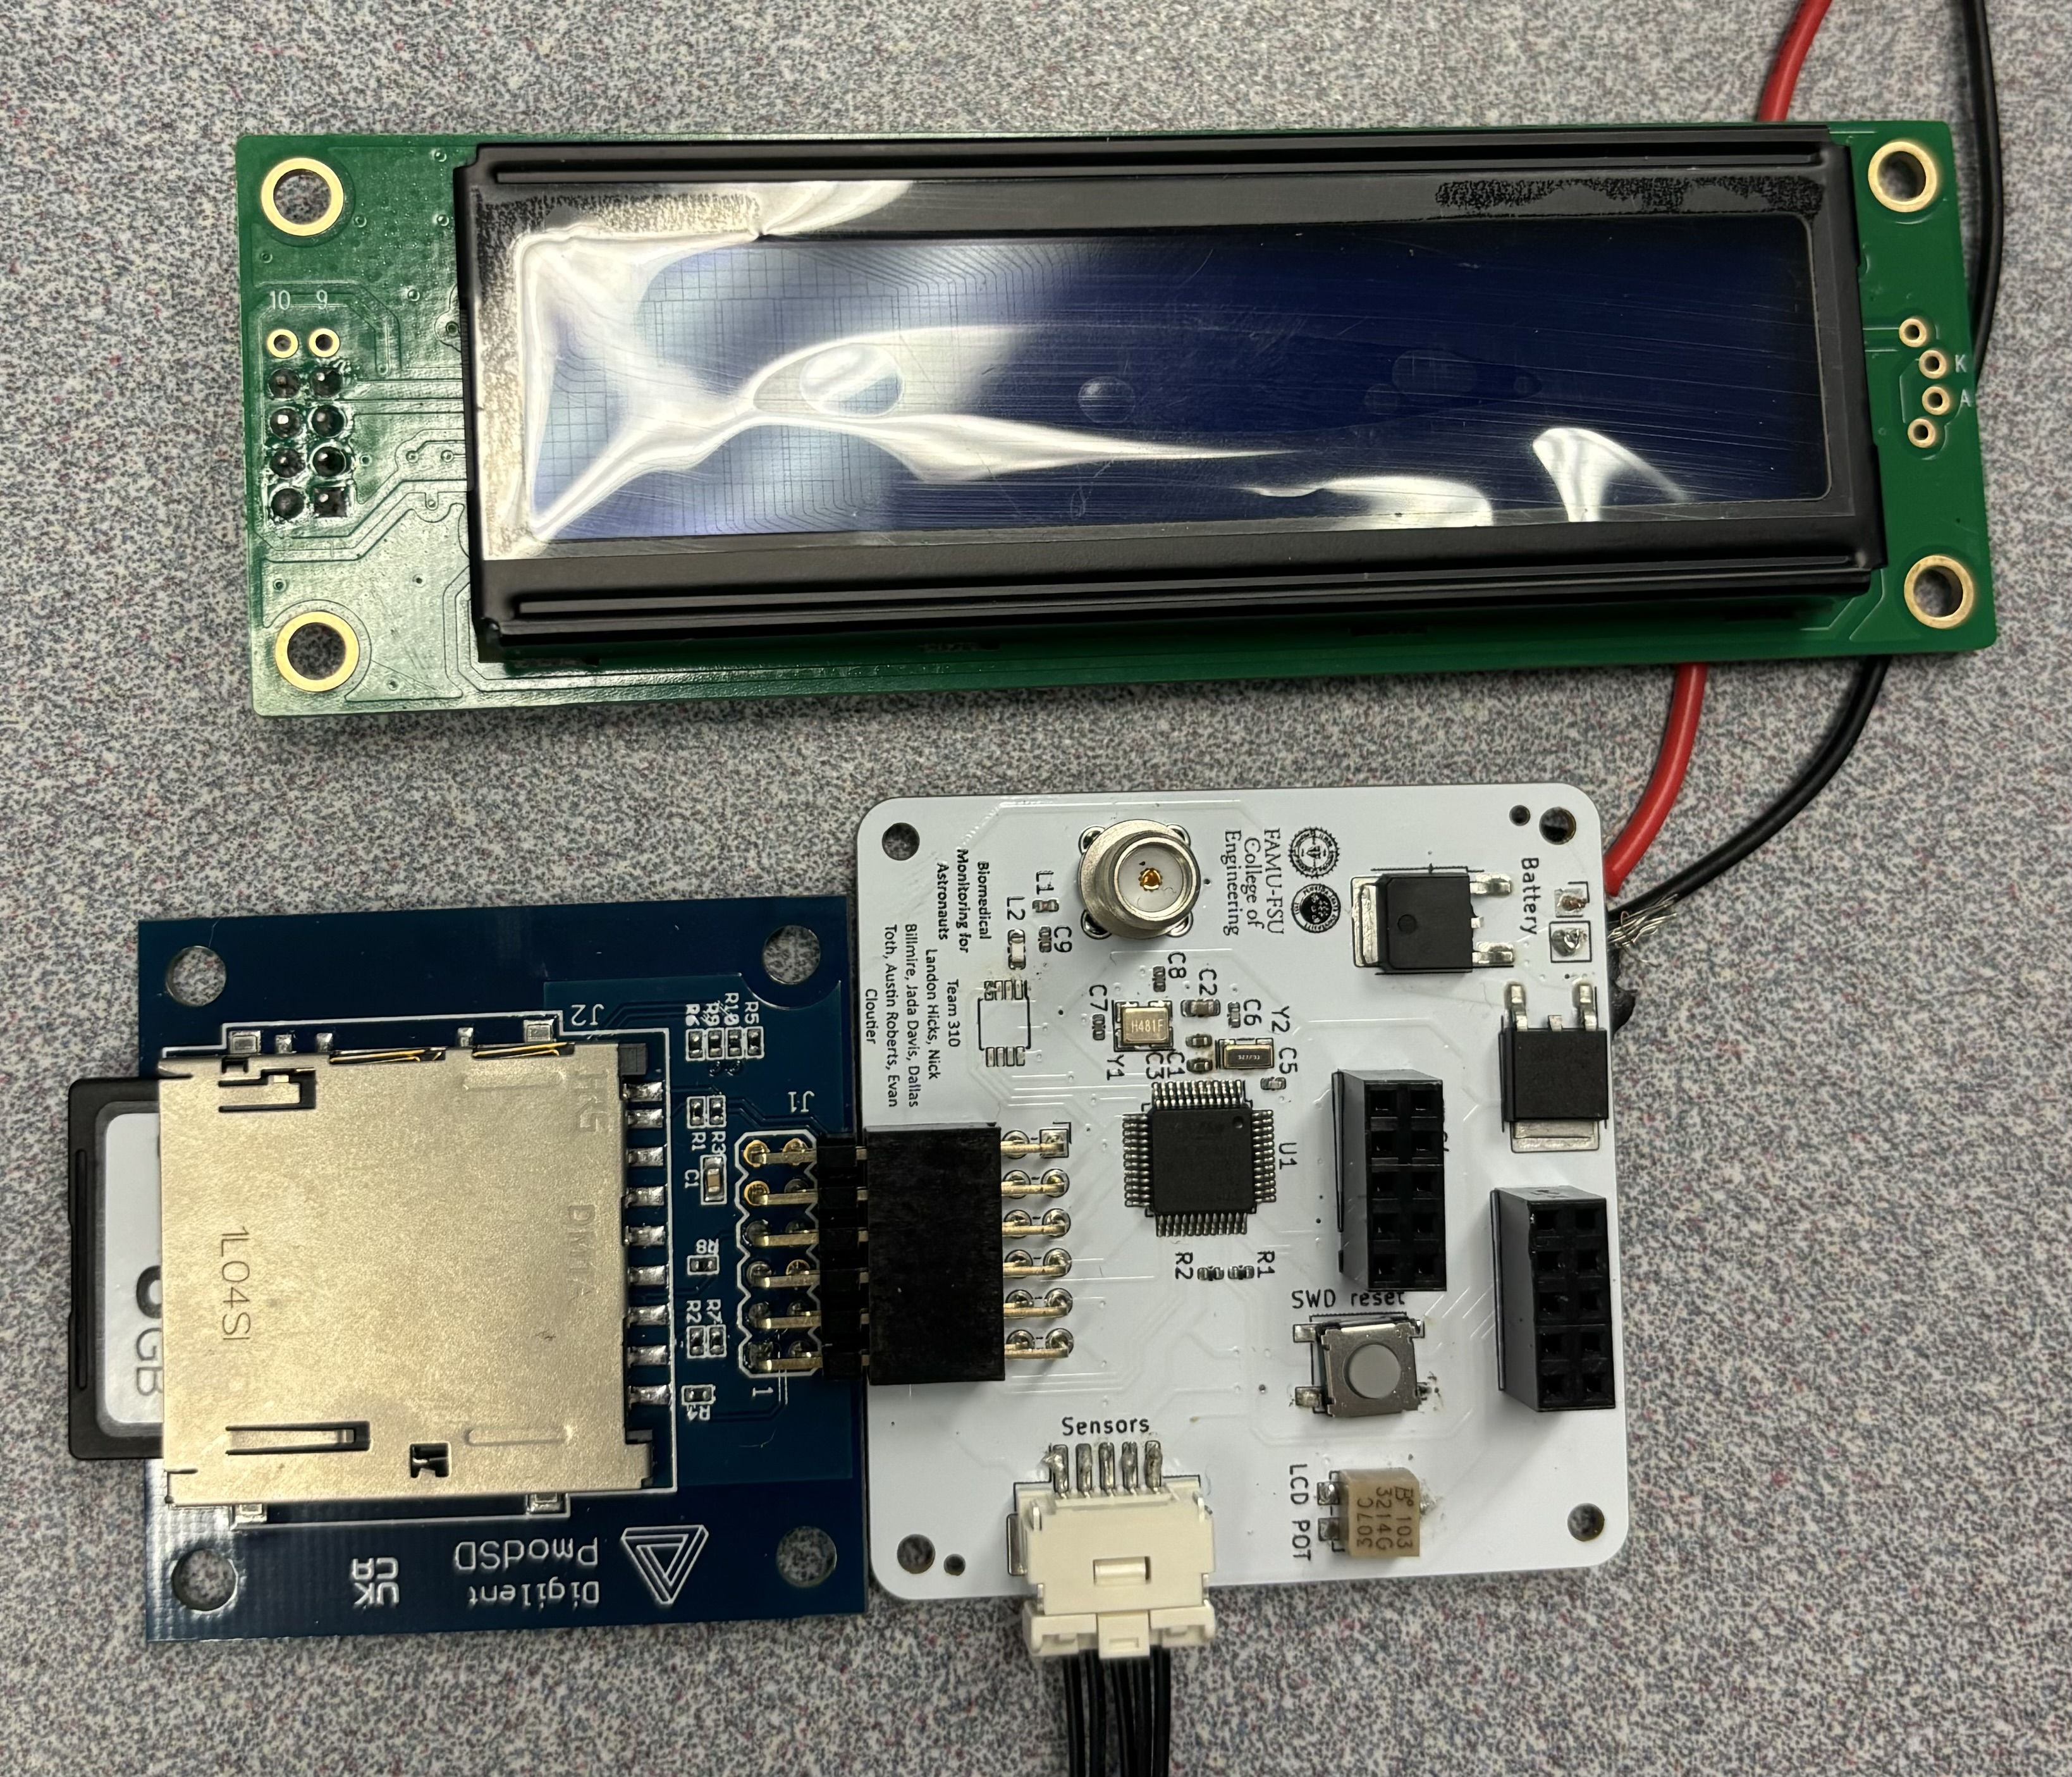 10 9
K
A
Battery
FAMU-FSU
College of
Engineering
Biomedical
Monitoring for
Astronauts
Team 310
Landon Hicks, Nick
Billmire, Jada Davis, Dallas
Toth, Austin Roberts, Evan
Cloutier
L1
L2
C9
C8
C2
C7
C6
Y2
H481F
Y1
C3
C1
C5
U1
R2
R1
SWD reset
Sensors
LCD POT
103
3214G
J2
R6
R9
R10
R5
J1
R1
R3
C1
R8
R2
R7
R4
1
1L04SI
GB
Digilent
PmodSD
UK
CA